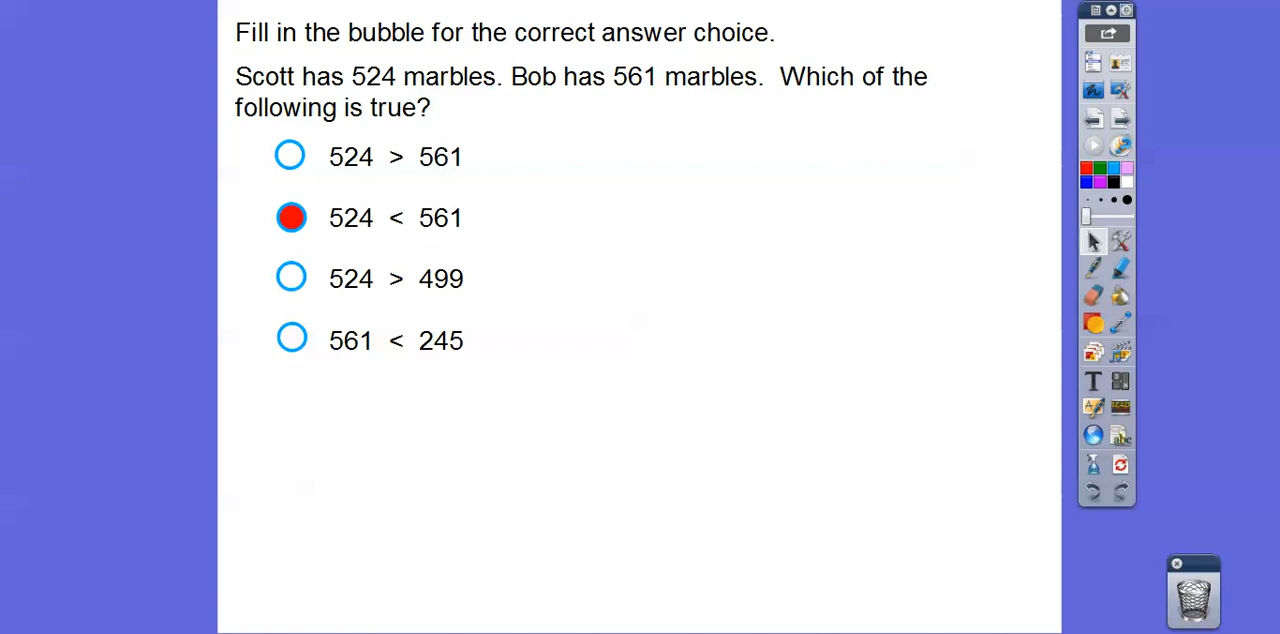 Fill in the bubble for the correct answer choice.
Scott has 524 marbles. Bob has 561 marbles.  Which of the
following is true?
524 > 561
524 < 561
524 > 499
561 < 245